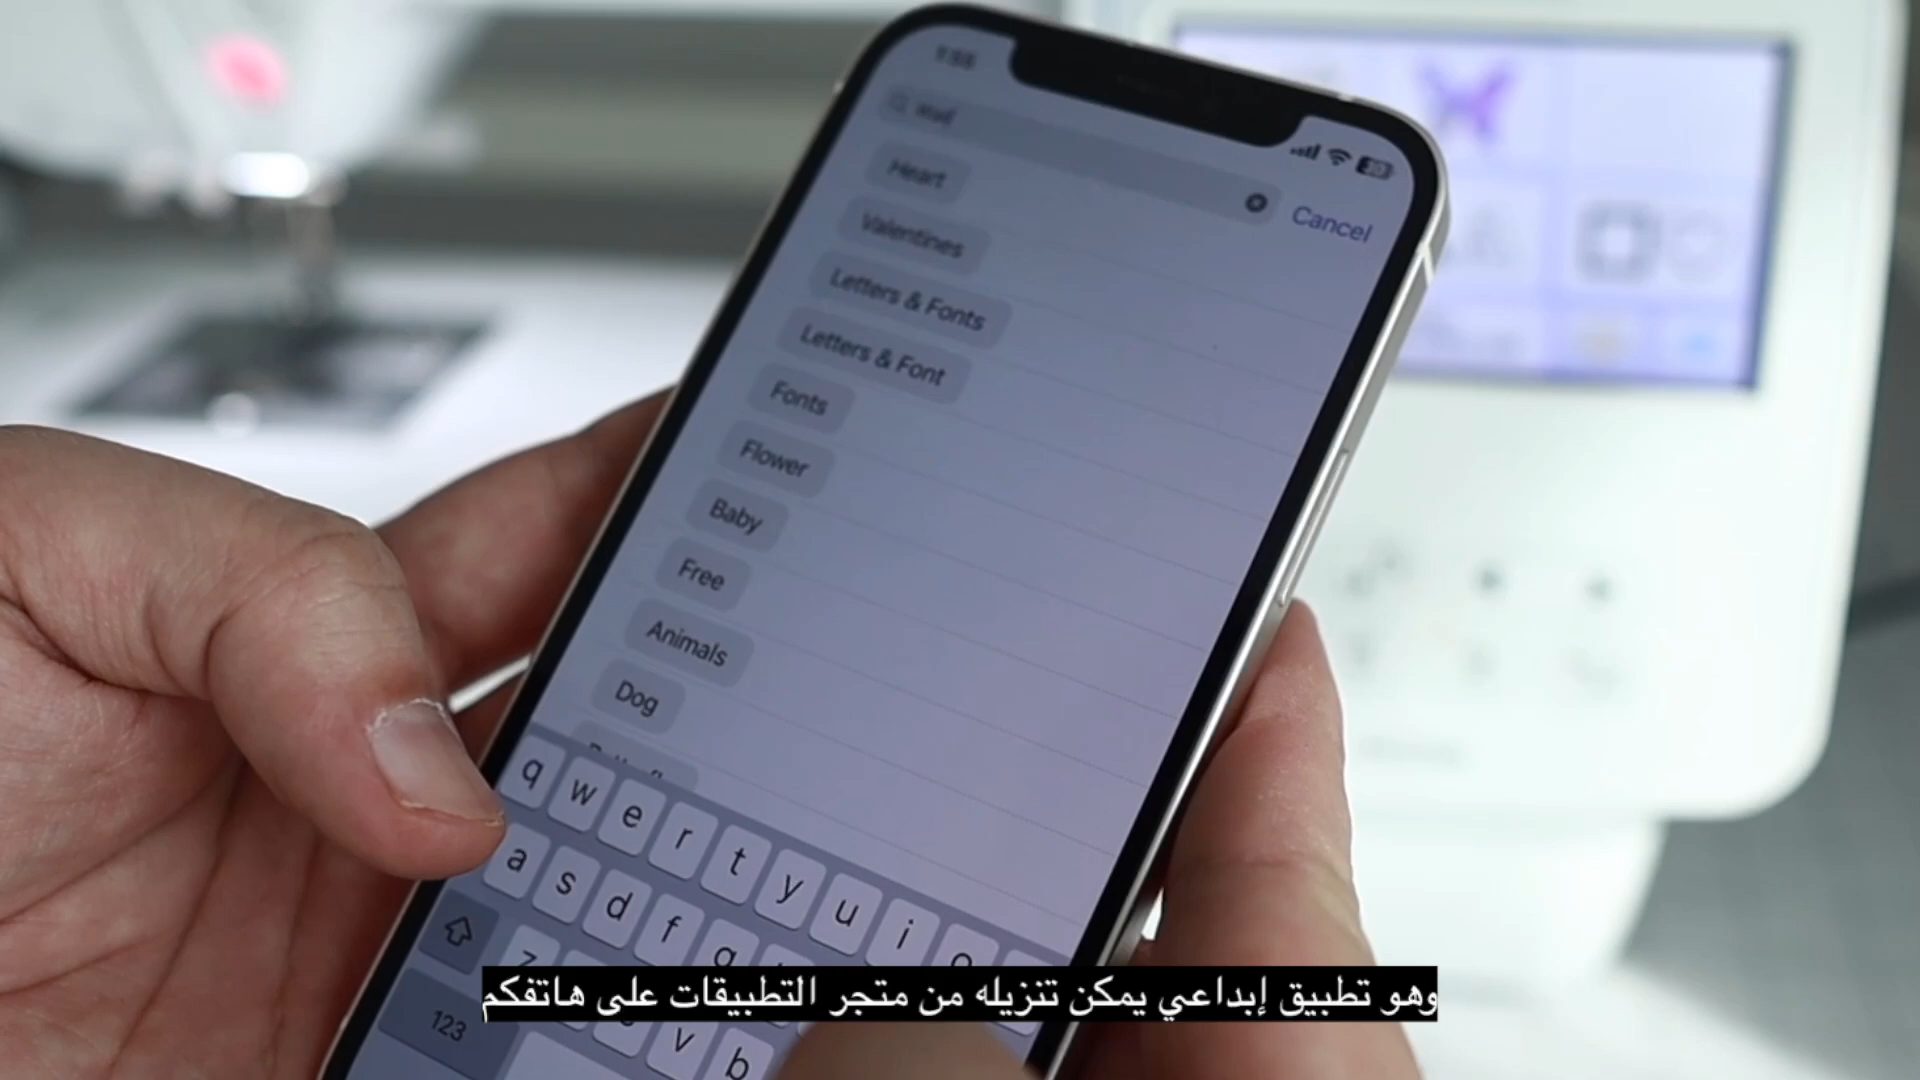 Cancel
Heart
Valentines
Letters & Fonts
Letters & Font
Fonts
Flower
Baby
Free
Animals
Dog
q w e r t y u i o
a s d f g
z v b
123
وهو تطبيق إبداعي يمكن تنزيله من متجر التطبيقات على هاتفكم